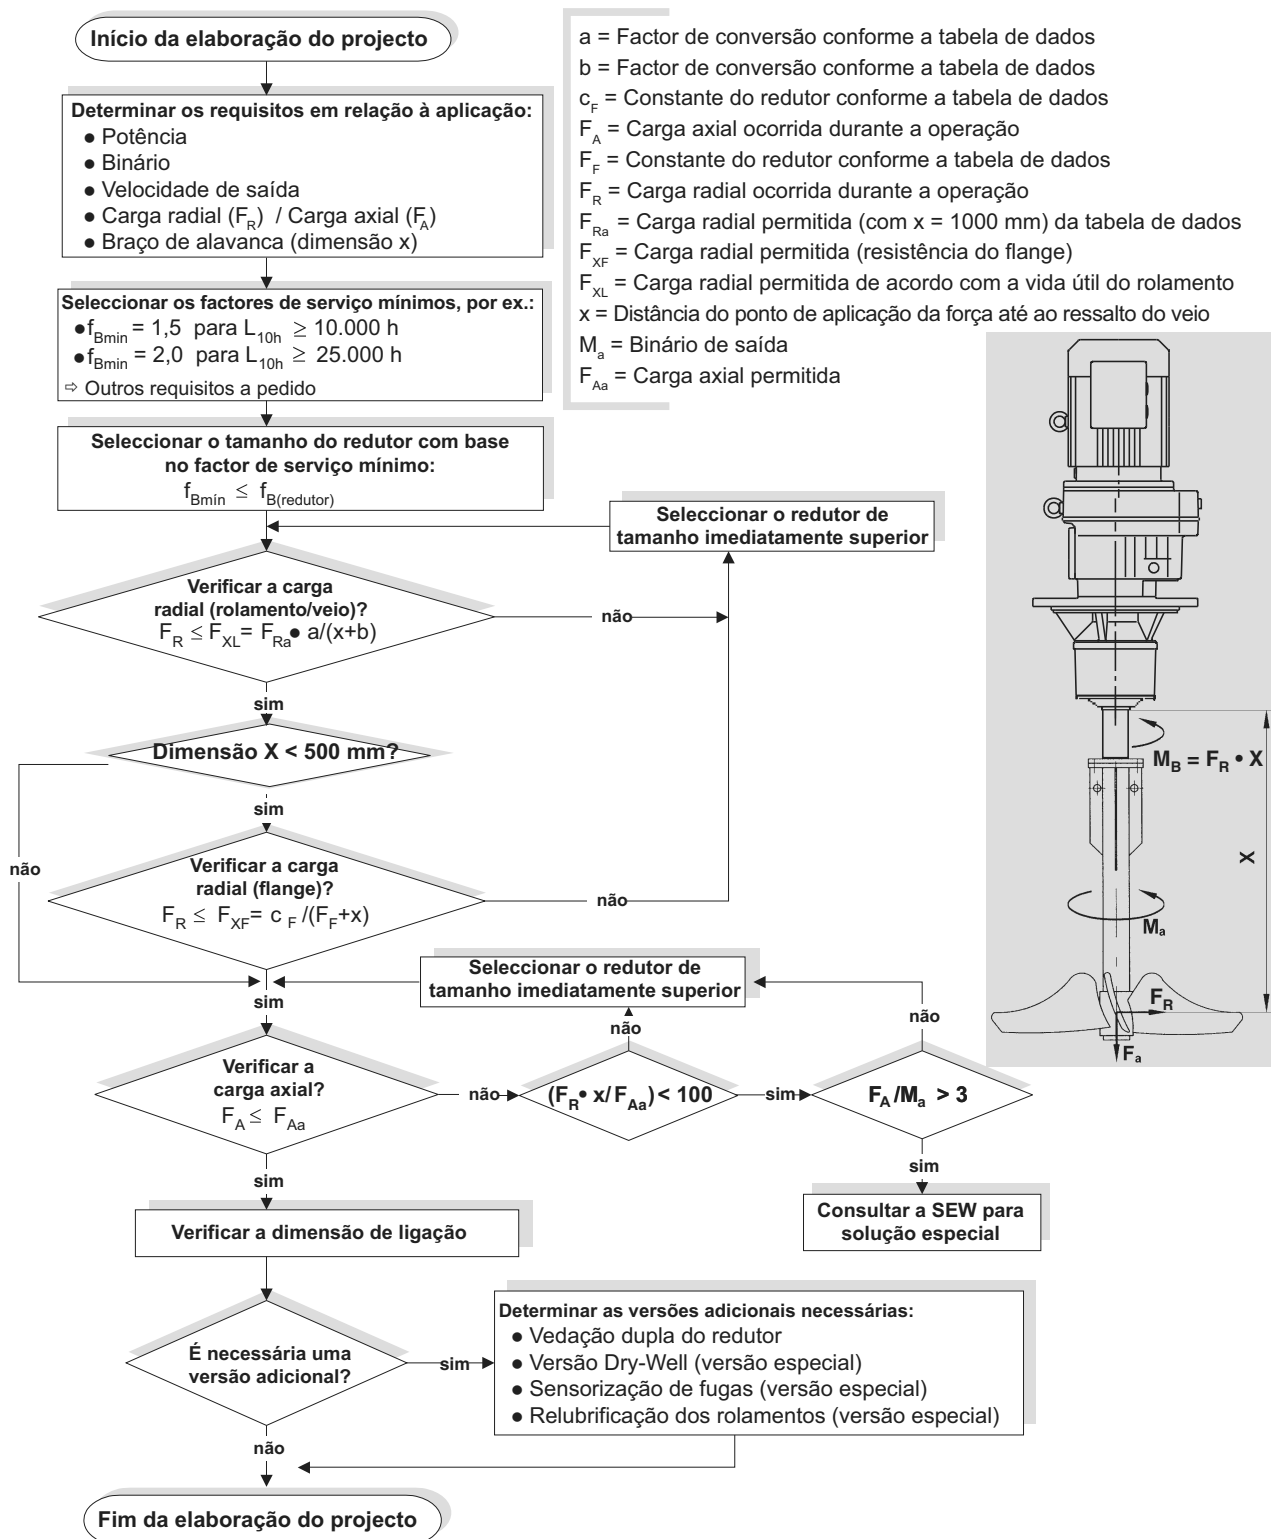 Início da elaboração do projecto
Determinar os requisitos em relação à aplicação:
● Potência
● Binário
● Velocidade de saída
● Carga radial (F_R) / Carga axial (F_A)
● Braço de alavanca (dimensão x)
Seleccionar os factores de serviço mínimos, por ex.:
●f_Bmin = 1,5 para L_10h ≥ 10.000 h
●f_Bmin = 2,0 para L_10h ≥ 25.000 h
⇨ Outros requisitos a pedido
Seleccionar o tamanho do redutor com base
no factor de serviço mínimo:
f_Bmín ≤ f_B(redutor)
a = Factor de conversão conforme a tabela de dados
b = Factor de conversão conforme a tabela de dados
c_F = Constante do redutor conforme a tabela de dados
F_A = Carga axial ocorrida durante a operação
F_F = Constante do redutor conforme a tabela de dados
F_R = Carga radial ocorrida durante a operação
F_Ra = Carga radial permitida (com x = 1000 mm) da tabela de dados
F_XF = Carga radial permitida (resistência do flange)
F_XL = Carga radial permitida de acordo com a vida útil do rolamento
x = Distância do ponto de aplicação da força até ao ressalto do veio
M_a = Binário de saída
F_Aa = Carga axial permitida
Seleccionar o redutor de
tamanho imediatamente superior
Verificar a carga
radial (rolamento/veio)?
F_R ≤ F_XL = F_Ra ● a/(x+b)
não
sim
Dimensão X < 500 mm?
sim
não
Verificar a carga
radial (flange)?
F_R ≤ F_XF = c_F /(F_F+x)
não
sim
Seleccionar o redutor de
tamanho imediatamente superior
não
não
Verificar a
carga axial?
F_A ≤ F_Aa
não
(F_R • x/F_Aa) < 100
sim
F_A/M_a > 3
sim
sim
Consultar a SEW para
solução especial
Verificar a dimensão de ligação
É necessária uma
versão adicional?
sim
Determinar as versões adicionais necessárias:
● Vedação dupla do redutor
● Versão Dry-Well (versão especial)
● Sensorização de fugas (versão especial)
● Relubrificação dos rolamentos (versão especial)
não
Fim da elaboração do projecto
M_B = F_R • X
X
M_a
F_R
F_a